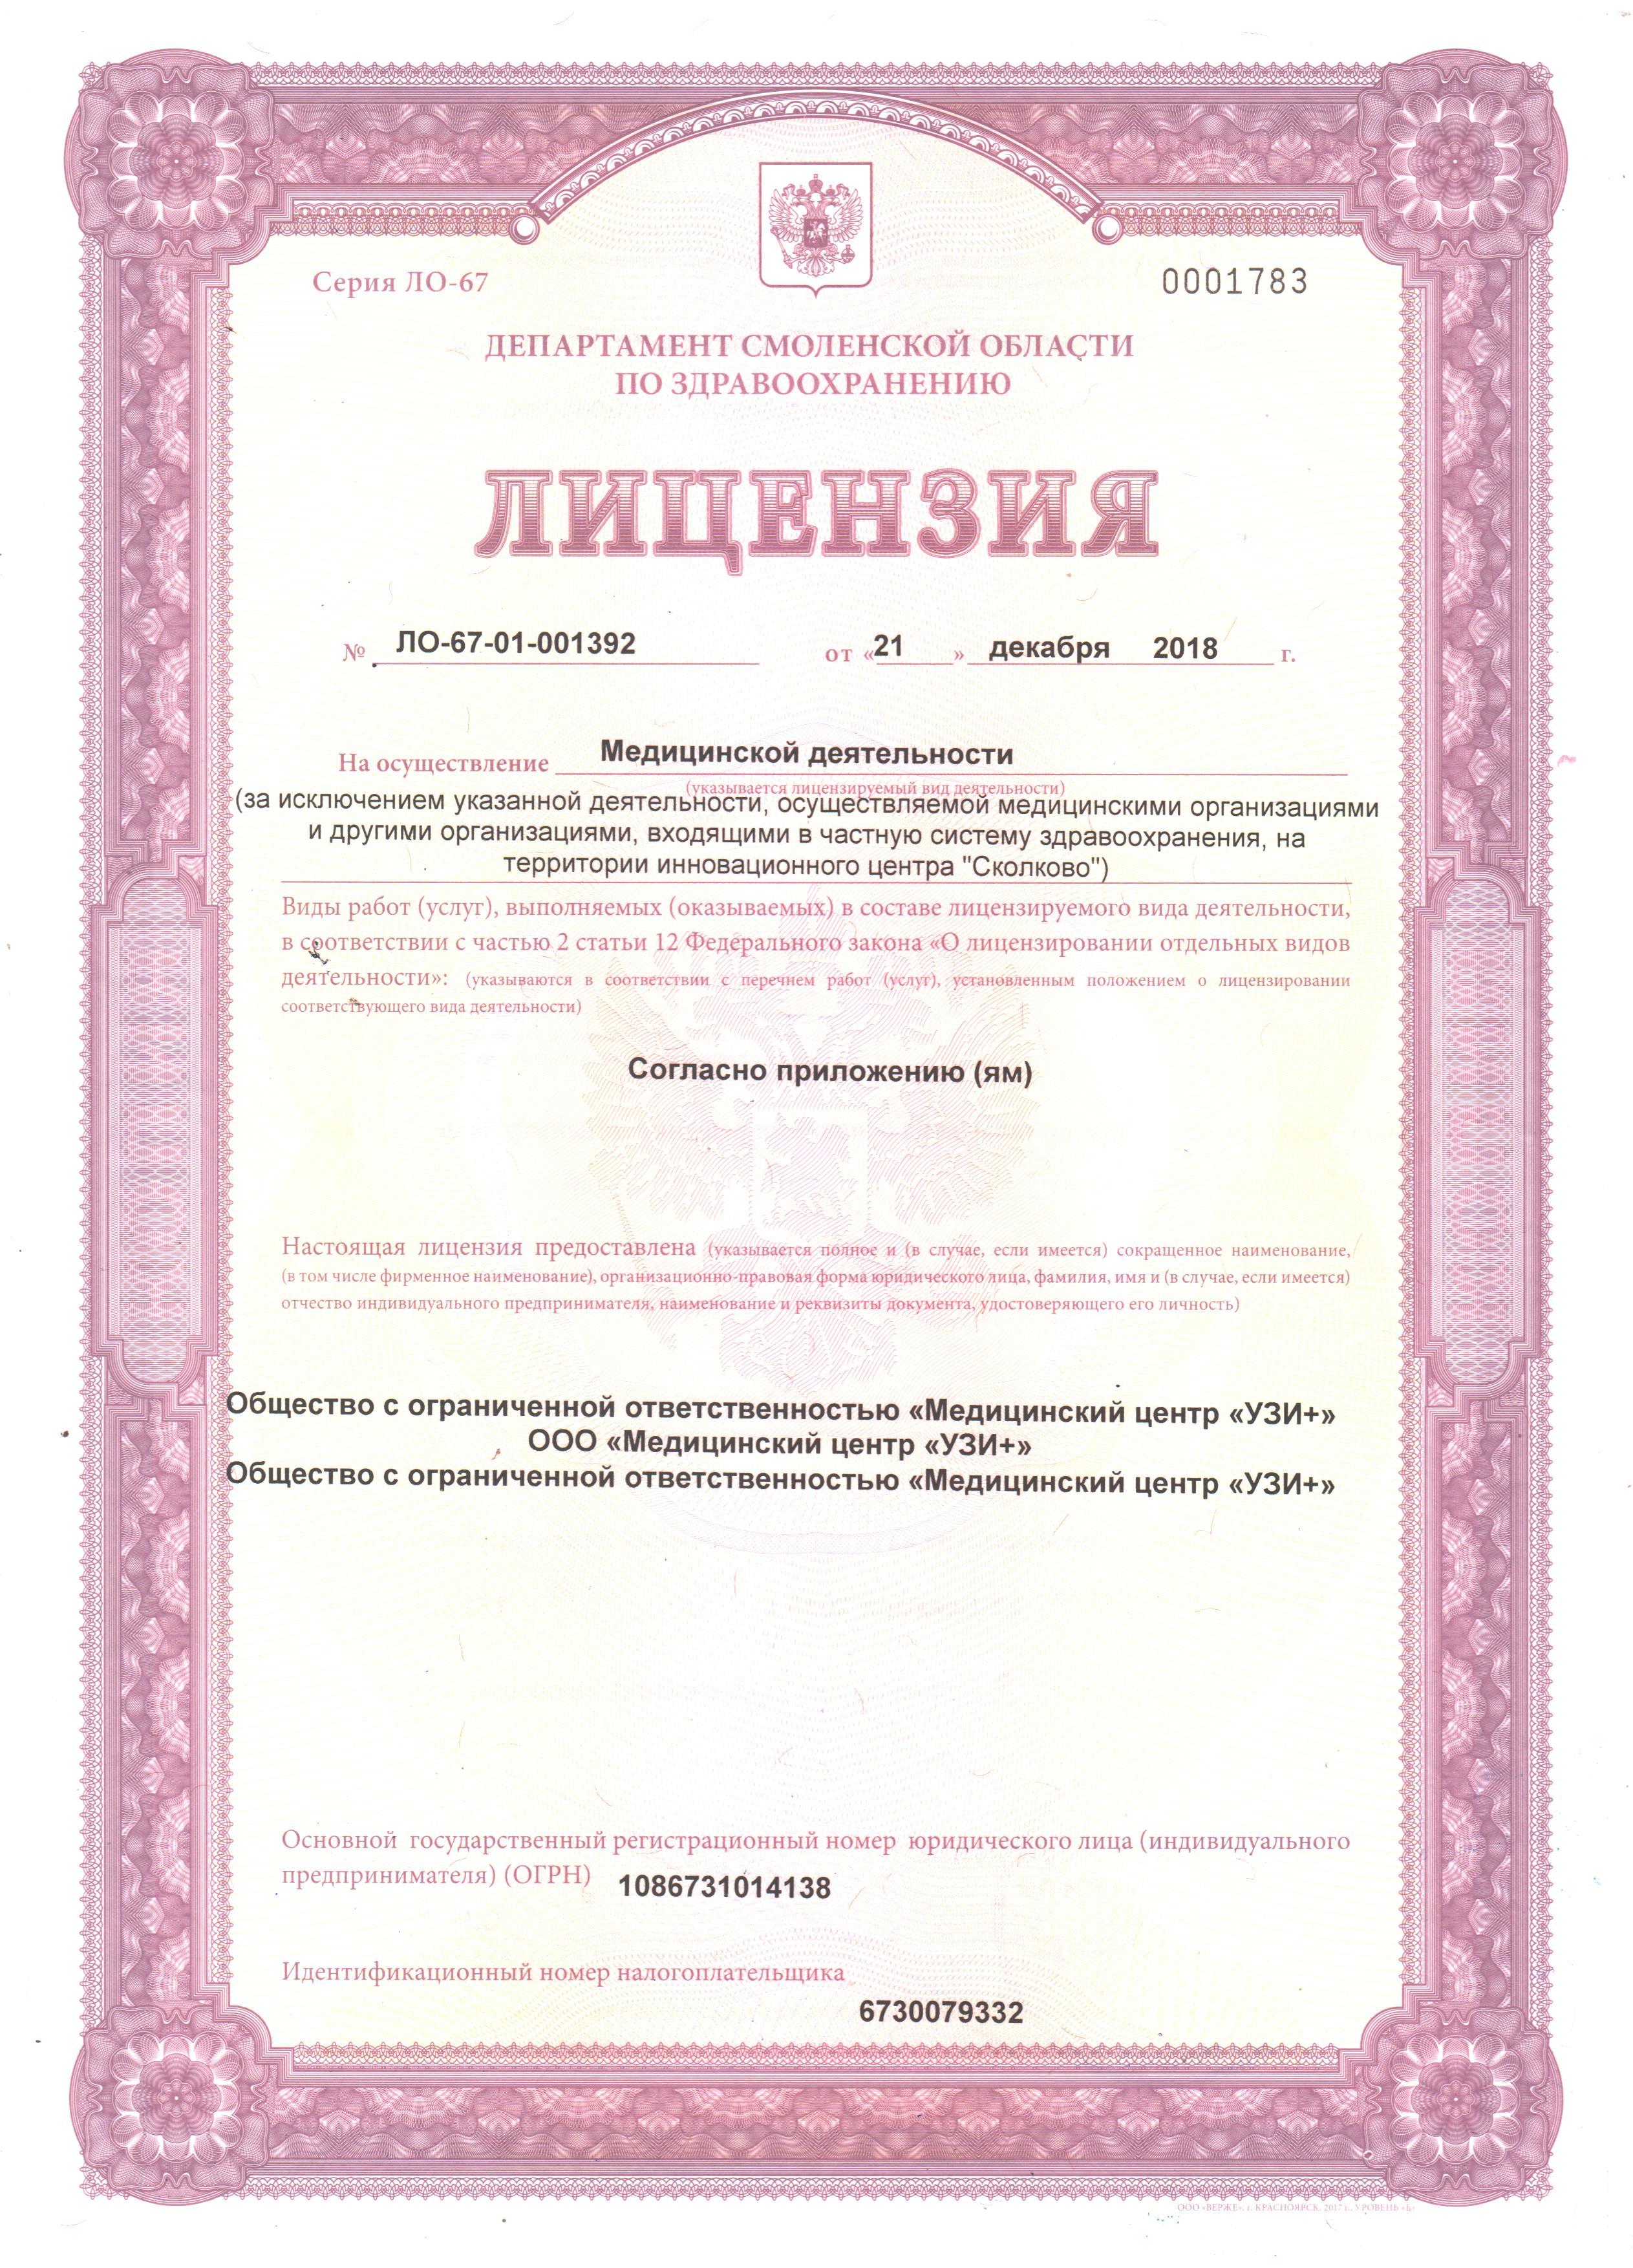 Серия ЛО-67
0001783
ДЕПАРТАМЕНТ СМОЛЕНСКОЙ ОБЛАСТИ
ПО ЗДРАВООХРАНЕНИЮ
ЛИЦЕНЗИЯ
№ ЛО-67-01-001392 от «21» декабря 2018 г.
На осуществление Медицинской деятельности
(указывается лицензируемый вид деятельности)
(за исключением указанной деятельности, осуществляемой медицинскими организациями
и другими организациями, входящими в частную систему здравоохранения, на
территории инновационного центра "Сколково")
Виды работ (услуг), выполняемых (оказываемых) в составе лицензируемого вида деятельности,
в соответствии с частью 2 статьи 12 Федерального закона «О лицензировании отдельных видов
деятельности»: (указываются в соответствии с перечнем работ (услуг), установленным положением о лицензировании
соответствующего вида деятельности)
Согласно приложению (ям)
Настоящая лицензия предоставлена (указывается полное и (в случае, если имеется) сокращенное наименование,
(в том числе фирменное наименование), организационно-правовая форма юридического лица, фамилия, имя и (в случае, если имеется)
отчество индивидуального предпринимателя, наименование и реквизиты документа, удостоверяющего его личность)
Общество с ограниченной ответственностью «Медицинский центр «УЗИ+»
ООО «Медицинский центр «УЗИ+»
Общество с ограниченной ответственностью «Медицинский центр «УЗИ+»
Основной государственный регистрационный номер юридического лица (индивидуального
предпринимателя) (ОГРН) 1086731014138
Идентификационный номер налогоплательщика
6730079332
ООО «ВЕРЖЕ», г. КРАСНОЯРСК, 2017 г., УРОВЕНЬ «Б»